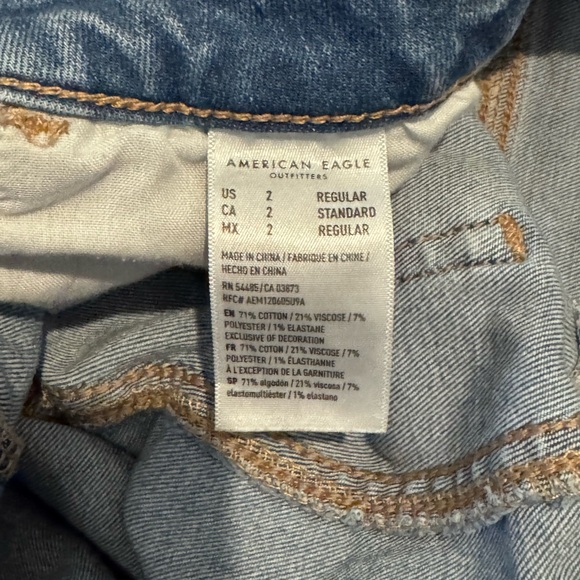 AMERICAN EAGLE
OUTFITTERS
US 2 REGULAR
CA 2 STANDARD
MX 2 REGULAR
MADE IN CHINA / FABRIQUÉ EN CHINE /
HECHO EN CHINA
RN 54485/CA 03873
RFC# AEM120605U9A
EN 71% COTTON / 21% VISCOSE / 7%
POLYESTER / 1% ELASTANE
EXCLUSIVE OF DECORATION
FR 71% COTON / 21% VISCOSE / 7%
POLYESTER / 1% ÉLASTHANNE
À L'EXCEPTION DE LA GARNITURE
SP 71% algodón / 21% viscosa / 7%
elastomultiéster / 1% elastano